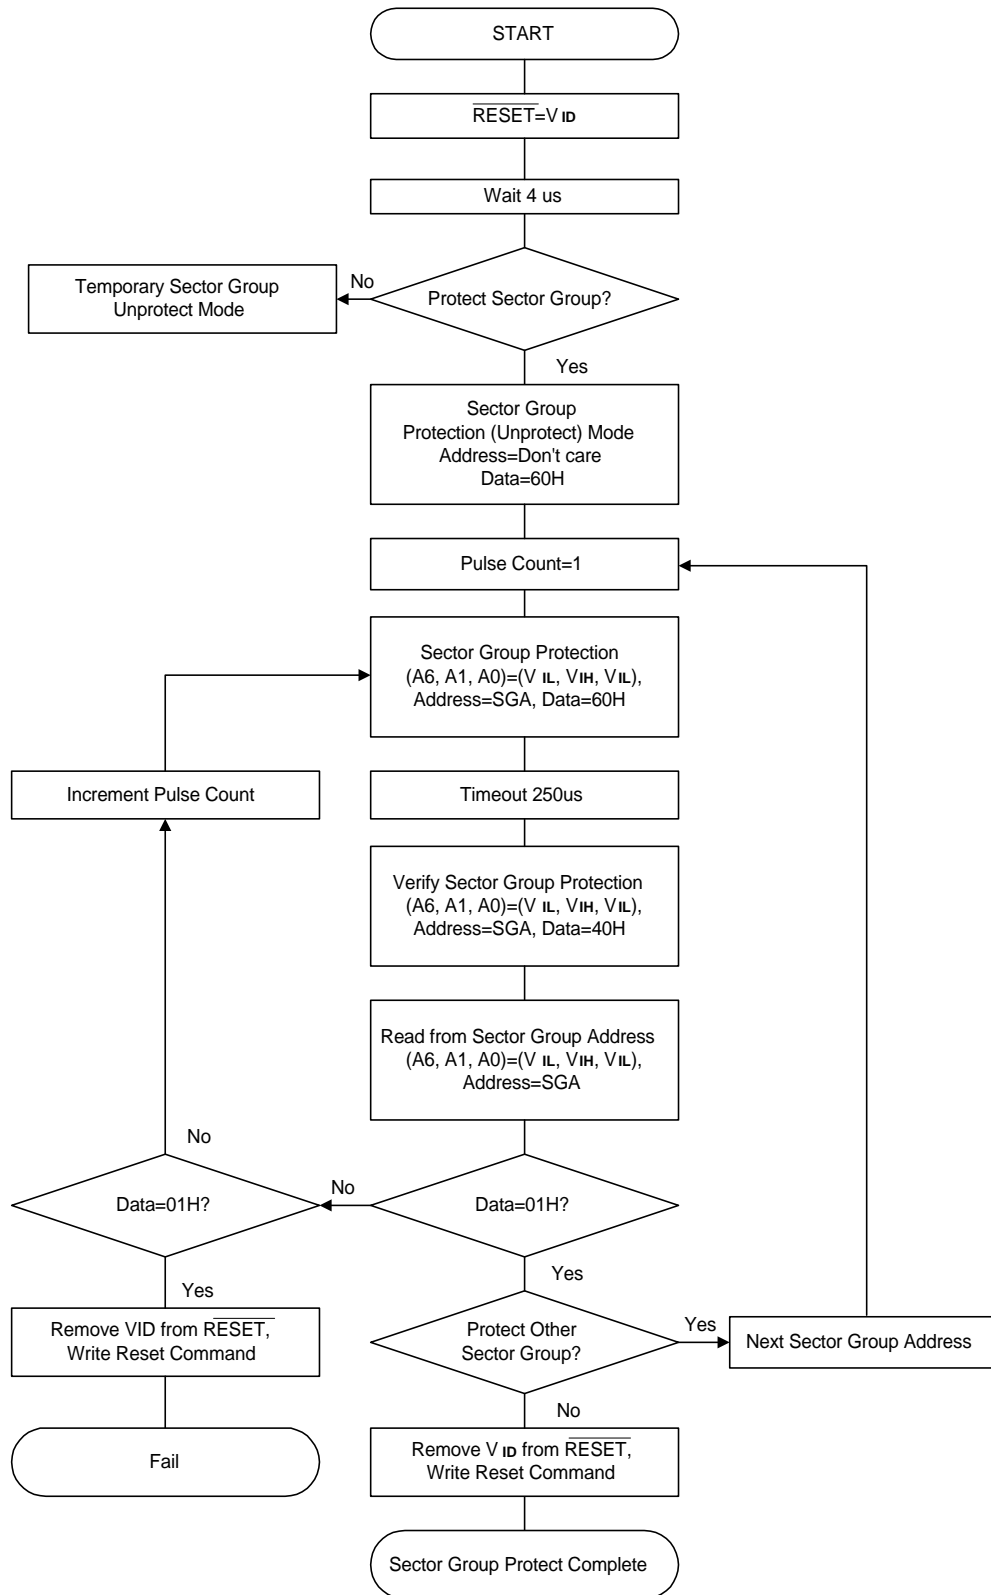 START
RESET=VID
Wait 4 us
Protect Sector Group?
No
Temporary Sector Group
Unprotect Mode
Yes
Sector Group
Protection (Unprotect) Mode
Address=Don't care
Data=60H
Pulse Count=1
Sector Group Protection
(A6, A1, A0)=(V IL, VIH, VIL),
Address=SGA, Data=60H
Increment Pulse Count
Timeout 250us
Verify Sector Group Protection
(A6, A1, A0)=(V IL, VIH, VIL),
Address=SGA, Data=40H
Read from Sector Group Address
(A6, A1, A0)=(V IL, VIH, VIL),
Address=SGA
No
Data=01H?
No
Data=01H?
Yes
Yes
Remove VID from RESET,
Write Reset Command
Protect Other
Sector Group?
Yes
Next Sector Group Address
No
Fail
Remove V ID from RESET,
Write Reset Command
Sector Group Protect Complete